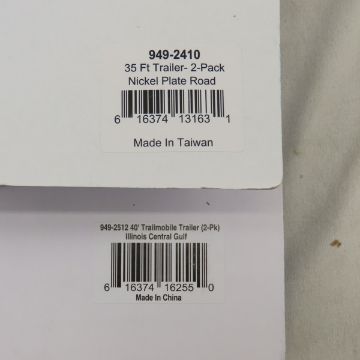 949-2410
35 Ft Trailer- 2-Pack
Nickel Plate Road
6 16374 13163 1
Made In Taiwan
949-2512 40' Trailmobile Trailer (2-Pk)
Illinois Central Gulf
6 16374 16255 0
Made In China